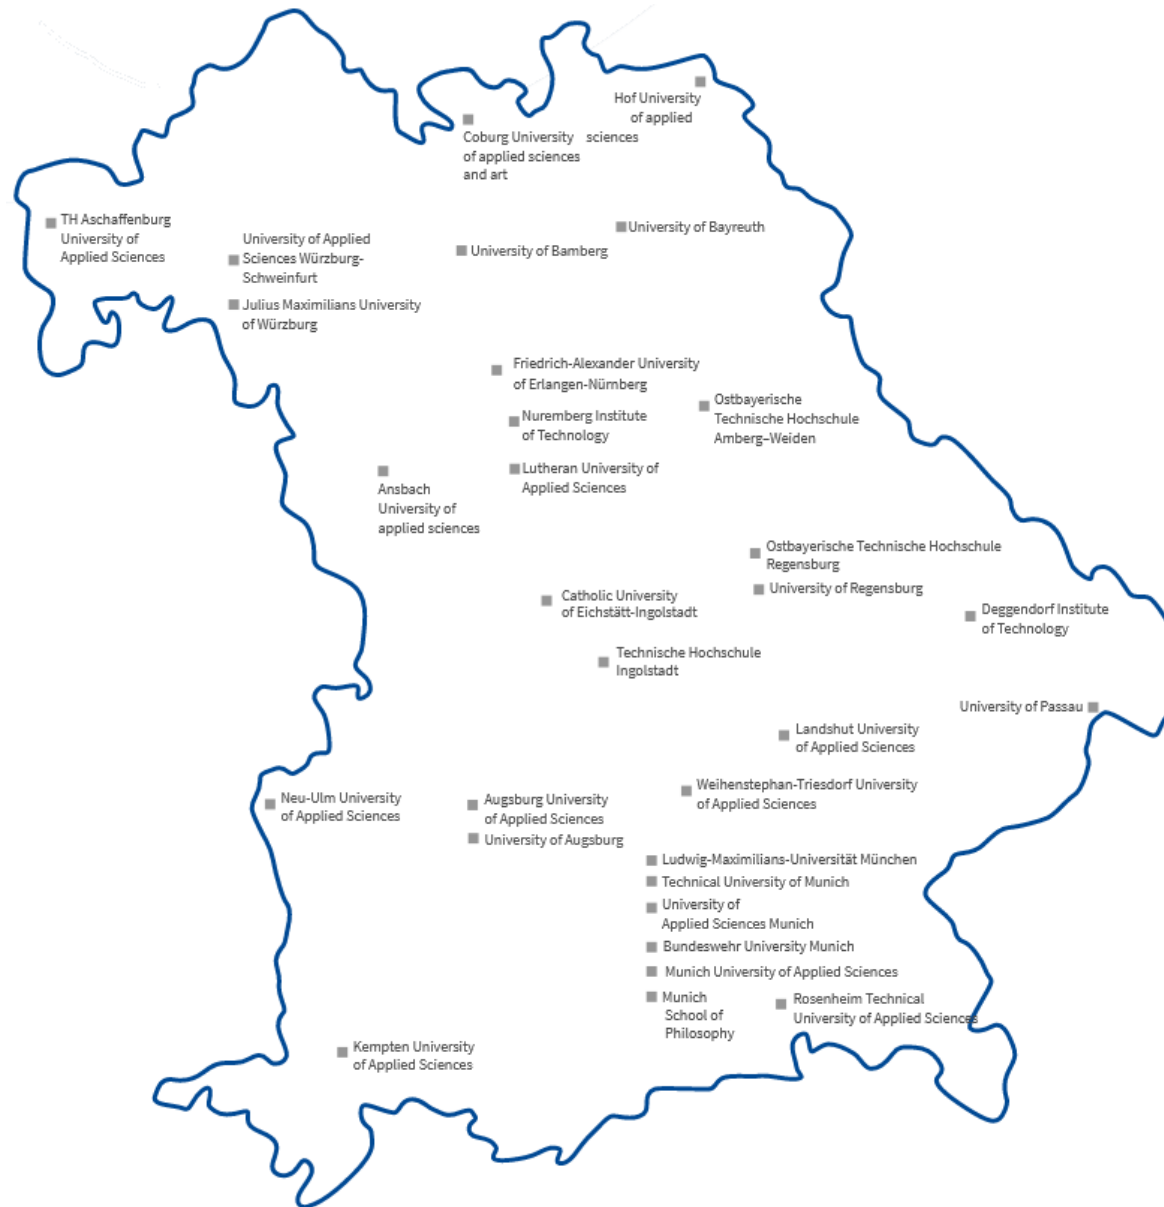 Hof University
of applied
sciences
Coburg University
of applied sciences
and art
TH Aschaffenburg
University of
Applied Sciences
University of Applied
Sciences Würzburg-
Schweinfurt
University of Bamberg
University of Bayreuth
Julius Maximilians University
of Würzburg
Friedrich-Alexander University
of Erlangen-Nürnberg
Ostbayerische
Technische Hochschule
Amberg–Weiden
Nuremberg Institute
of Technology
Lutheran University of
Applied Sciences
Ansbach
University of
applied sciences
Ostbayerische Technische Hochschule
Regensburg
University of Regensburg
Catholic University
of Eichstätt-Ingolstadt
Deggendorf Institute
of Technology
Technische Hochschule
Ingolstadt
University of Passau
Landshut University
of Applied Sciences
Weihenstephan-Triesdorf University
of Applied Sciences
Neu-Ulm University
of Applied Sciences
Augsburg University
of Applied Sciences
University of Augsburg
Ludwig-Maximilians-Universität München
Technical University of Munich
University of
Applied Sciences Munich
Bundeswehr University Munich
Munich University of Applied Sciences
Munich
School of
Philosophy
Rosenheim Technical
University of Applied Sciences
Kempten University
of Applied Sciences